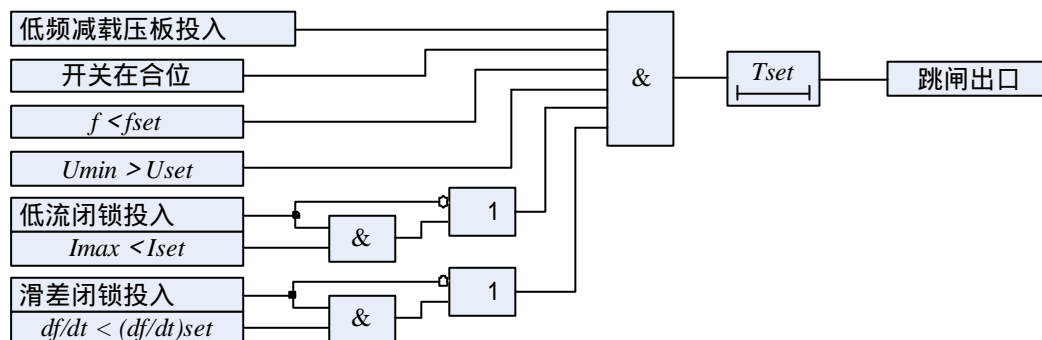 低频减载压板投入
开关在合位
f <fset
Umin > Uset
低流闭锁投入
Imax < Iset
滑差闭锁投入
df/dt < (df/dt)set
&
1
&
1
&
Tset
跳闸出口